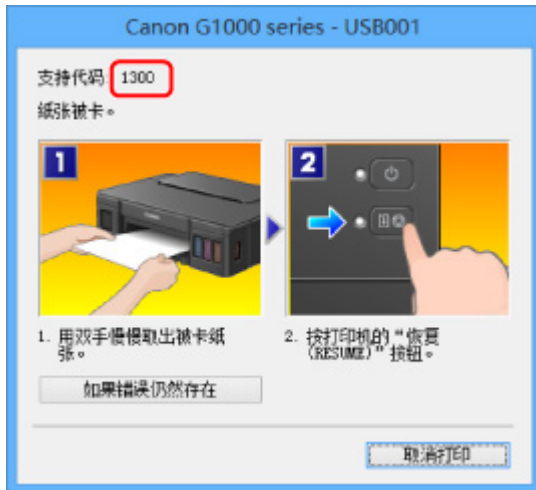 Canon G1000 series - USB001
支持代码: 1300
纸张被卡。
1
2
1. 用双手慢慢取出被卡纸
张。
2. 按打印机的“恢复
(RESUME)”按钮。
如果错误仍然存在
取消打印